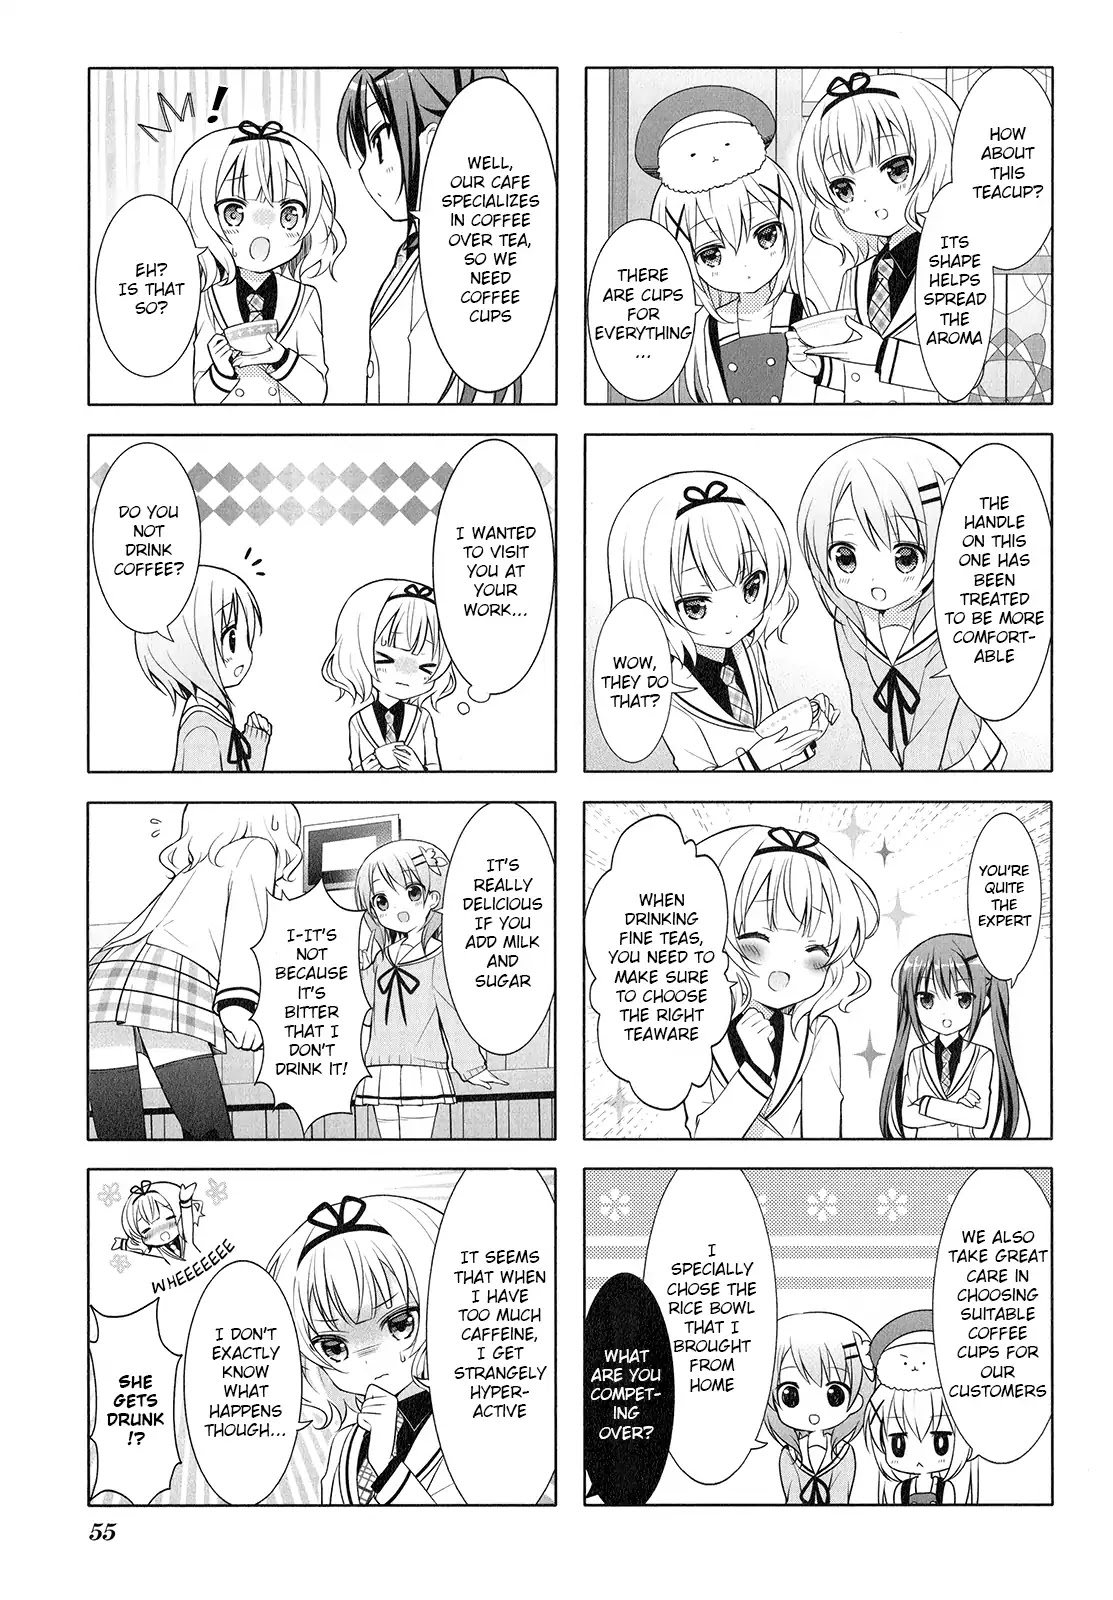 HOW
ABOUT
THIS
TEACUP?
ITS
SHAPE
HELPS
SPREAD
THE
AROMA
THERE
ARE CUPS
FOR
EVERYTHING
...
THE
HANDLE
ON THIS
ONE HAS
BEEN
TREATED
TO BE MORE
COMFORT-
ABLE
WOW,
THEY DO
THAT?
YOU'RE
QUITE
THE
EXPERT
WHEN
DRINKING
FINE TEAS,
YOU NEED TO
MAKE SURE
TO CHOOSE
THE RIGHT
TEAWARE
WE ALSO
TAKE GREAT
CARE IN
CHOOSING
SUITABLE
COFFEE
CUPS FOR
OUR
CUSTOMERS
I
SPECIALLY
CHOSE THE
RICE BOWL
THAT I
BROUGHT
FROM
HOME
WHAT
ARE YOU
COMPET-
ING
OVER?
WELL,
OUR CAFE
SPECIALIZES
IN COFFEE
OVER TEA,
SO WE
NEED
COFFEE
CUPS
!
EH?
IS THAT
SO?
I WANTED
TO VISIT
YOU AT
YOUR
WORK...
DO YOU
NOT
DRINK
COFFEE?
IT'S
REALLY
DELICIOUS
IF YOU
ADD MILK
AND
SUGAR
I-IT'S
NOT
BECAUSE
IT'S
BITTER
THAT I
DON'T
DRINK IT!
IT SEEMS
THAT WHEN
I HAVE
TOO MUCH
CAFFEINE,
I GET
STRANGELY
HYPER-
ACTIVE
I DON'T
EXACTLY
KNOW
WHAT
HAPPENS
THOUGH...
WHEEEEEEE
SHE
GETS
DRUNK
!?
55